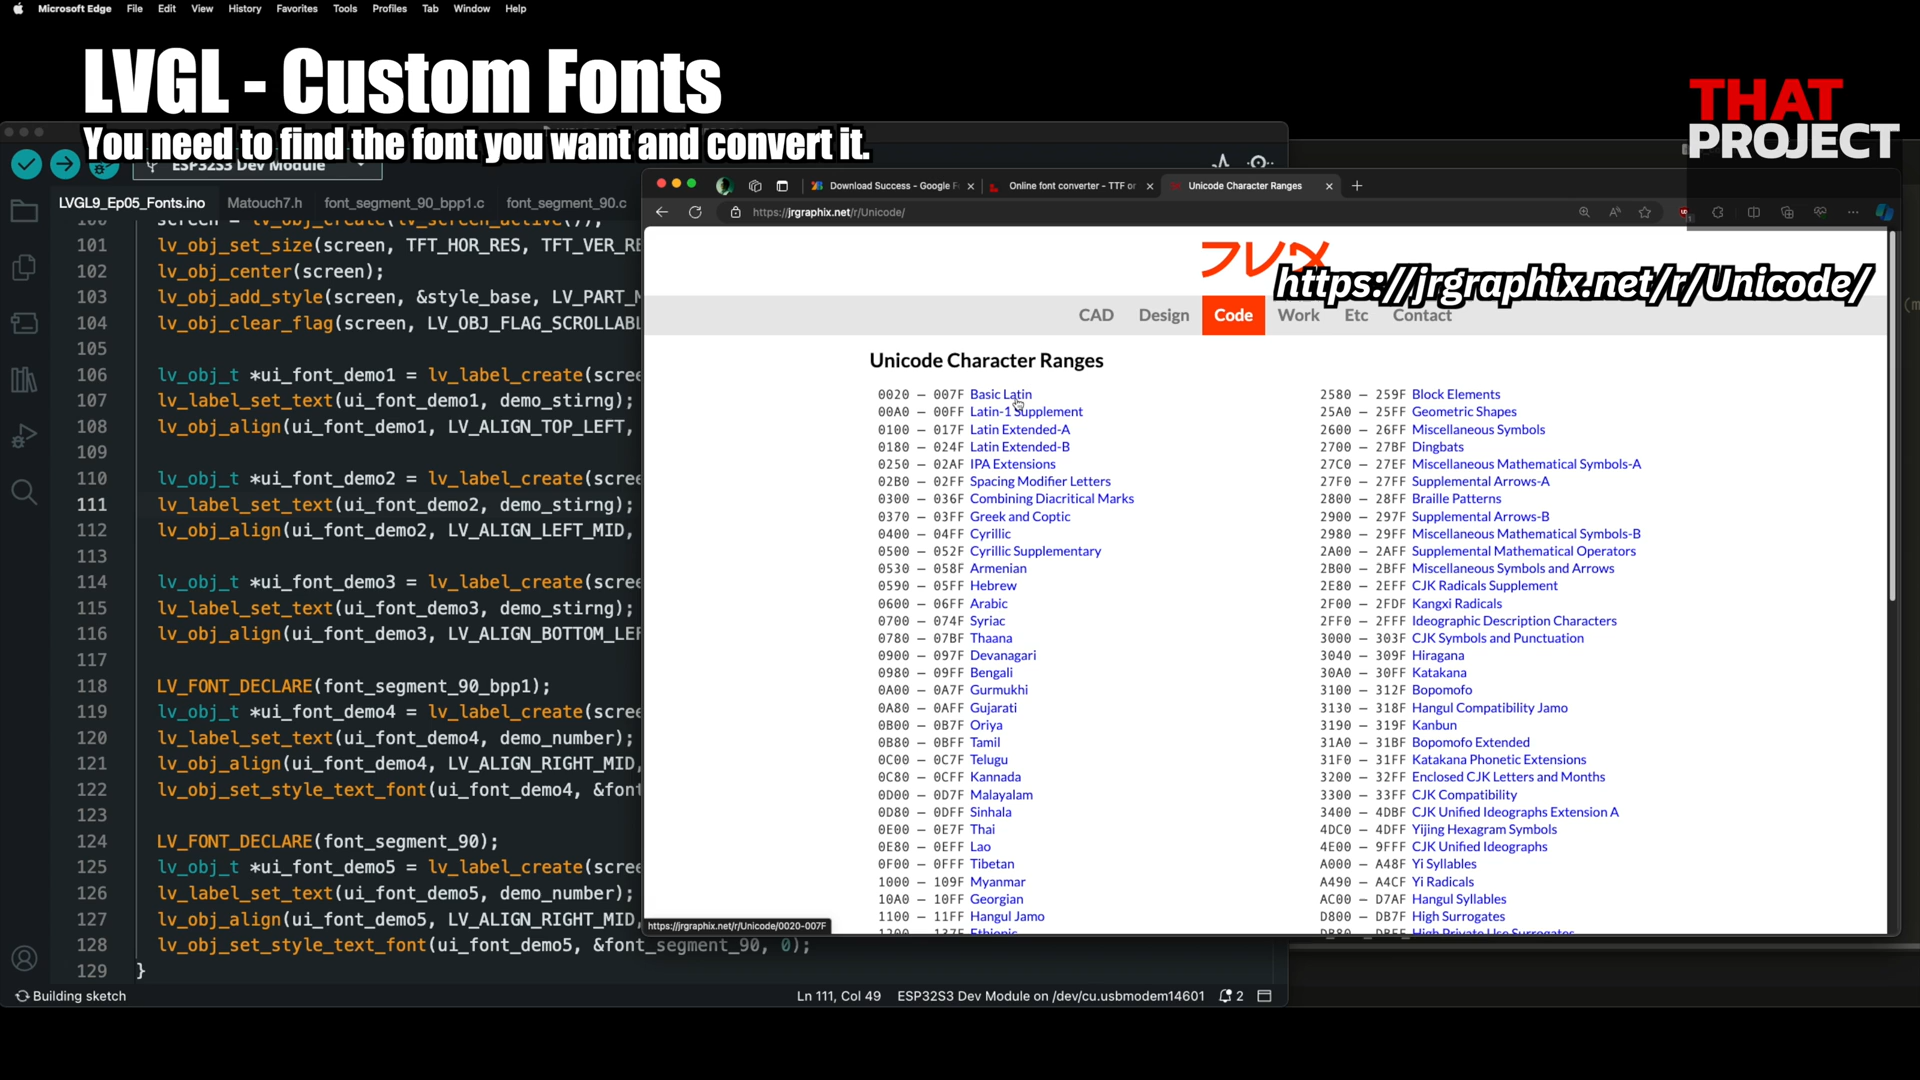 Microsoft Edge File Edit View History Favorites Tools Profiles Tab Window Help
LVGL - Custom Fonts
You need to find the font you want and convert it.
THAT
PROJECT
ESP32S3 Dev Module
LVGL9_Ep05_Fonts.ino Matouch7.h font_segment_90_bpp1.c font_segment_90.c
100 screen = lv_obj_create(lv_screen_active());
101 lv_obj_set_size(screen, TFT_HOR_RES, TFT_VER_RE
102 lv_obj_center(screen);
103 lv_obj_add_style(screen, &style_base, LV_PART_M
104 lv_clear_flag(screen, LV_OBJ_FLAG_SCROLLABL
105
106 lv_obj_t *ui_font_demo1 = lv_label_create(scree
107 lv_label_set_text(ui_font_demo1, demo_stirng);
108 lv_obj_align(ui_font_demo1, LV_ALIGN_TOP_LEFT,
109
110 lv_obj_t *ui_font_demo2 = lv_label_create(scree
111 lv_label_set_text(ui_font_demo2, demo_stirng);
112 lv_obj_align(ui_font_demo2, LV_ALIGN_LEFT_MID,
113
114 lv_obj_t *ui_font_demo3 = lv_label_create(scree
115 lv_label_set_text(ui_font_demo3, demo_stirng);
116 lv_obj_align(ui_font_demo3, LV_ALIGN_BOTTOM_LEF
117
118 LV_FONT_DECLARE(font_segment_90_bpp1);
119 lv_obj_t *ui_font_demo4 = lv_label_create(scree
120 lv_label_set_text(ui_font_demo4, demo_number);
121 lv_obj_align(ui_font_demo4, LV_ALIGN_RIGHT_MID,
122 lv_obj_set_style_text_font(ui_font_demo4, &font
123
124 LV_FONT_DECLARE(font_segment_90);
125 lv_obj_t *ui_font_demo5 = lv_label_create(scree
126 lv_label_set_text(ui_font_demo5, demo_number);
127 lv_obj_align(ui_font_demo5, LV_ALIGN_RIGHT_MID,
128 lv_obj_set_style_text_font(ui_font_demo5, &font_segment_90, 0);
129 }
Building sketch
Ln 111, Col 49 ESP32S3 Dev Module on /dev/cu.usbmodem14601 2
Download Success - Google F Online font converter - TTF or Unicode Character Ranges
https://jrgraphix.net/r/Unicode/
フレメ
https://jrgraphix.net/r/Unicode/
CAD Design Code Work Etc Contact
Unicode Character Ranges
0020 — 007F Basic Latin
00A0 — 00FF Latin-1 Supplement
0100 — 017F Latin Extended-A
0180 — 024F Latin Extended-B
0250 — 02AF IPA Extensions
02B0 — 02FF Spacing Modifier Letters
0300 — 036F Combining Diacritical Marks
0370 — 03FF Greek and Coptic
0400 — 04FF Cyrillic
0500 — 052F Cyrillic Supplementary
0530 — 058F Armenian
0590 — 05FF Hebrew
0600 — 06FF Arabic
0700 — 074F Syriac
0780 — 07BF Thaana
0900 — 097F Devanagari
0980 — 09FF Bengali
0A00 — 0A7F Gurmukhi
0A80 — 0AFF Gujarati
0B00 — 0B7F Oriya
0B80 — 0BFF Tamil
0C00 — 0C7F Telugu
0C80 — 0CFF Kannada
0D00 — 0D7F Malayalam
0D80 — 0DFF Sinhala
0E00 — 0E7F Thai
0E80 — 0EFF Lao
0F00 — 0FFF Tibetan
1000 — 109F Myanmar
10A0 — 10FF Georgian
1100 — 11FF Hangul Jamo
1200 — 137F Ethiopic
2580 — 259F Block Elements
25A0 — 25FF Geometric Shapes
2600 — 26FF Miscellaneous Symbols
2700 — 27BF Dingbats
27C0 — 27EF Miscellaneous Mathematical Symbols-A
27F0 — 27FF Supplemental Arrows-A
2800 — 28FF Braille Patterns
2900 — 297F Supplemental Arrows-B
2980 — 29FF Miscellaneous Mathematical Symbols-B
2A00 — 2AFF Supplemental Mathematical Operators
2B00 — 2BFF Miscellaneous Symbols and Arrows
2E80 — 2EFF CJK Radicals Supplement
2F00 — 2FDF Kangxi Radicals
2FF0 — 2FFF Ideographic Description Characters
3000 — 303F CJK Symbols and Punctuation
3040 — 309F Hiragana
30A0 — 30FF Katakana
3100 — 312F Bopomofo
3130 — 318F Hangul Compatibility Jamo
3190 — 319F Kanbun
31A0 — 31BF Bopomofo Extended
31F0 — 31FF Katakana Phonetic Extensions
3200 — 32FF Enclosed CJK Letters and Months
3300 — 33FF CJK Compatibility
3400 — 4DBF CJK Unified Ideographs Extension A
4DC0 — 4DFF Yijing Hexagram Symbols
4E00 — 9FFF CJK Unified Ideographs
A000 — A48F Yi Syllables
A490 — A4CF Yi Radicals
AC00 — D7AF Hangul Syllables
D800 — DB7F High Surrogates
DB80 — DBFF High Private Use Surrogates
https://jrgraphix.net/r/Unicode/0020-007F